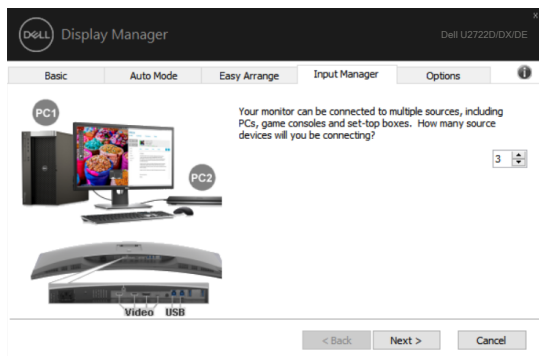 DELL Display Manager
Dell U2722D/DX/DE
x
Basic
Auto Mode
Easy Arrange
Input Manager
Options
i
PC1
PC2
Your monitor can be connected to multiple sources, including
PCs, game consoles and set-top boxes. How many source
devices will you be connecting?
3
Video USB
< Back
Next >
Cancel